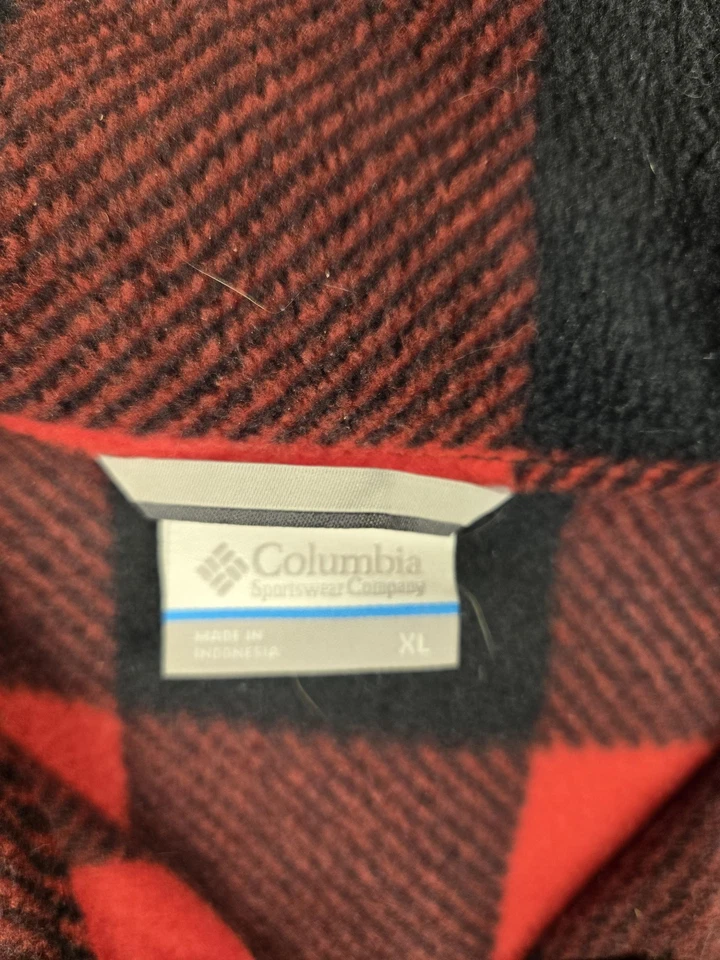 Columbia
Sportswear Company
MADE IN
INDONESIA
XL